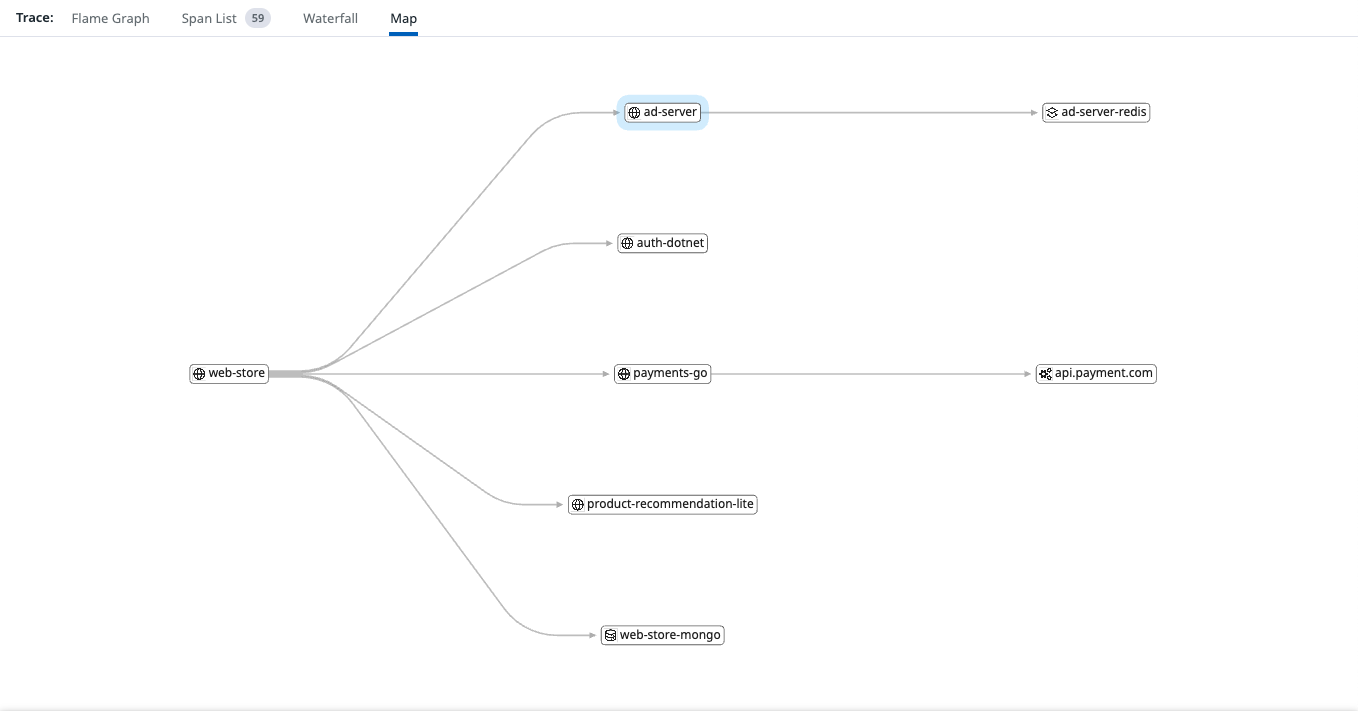 Trace: Flame Graph Span List 59 Waterfall Map
ad-server ad-server-redis
auth-dotnet
web-store payments-go api.payment.com
product-recommendation-lite
web-store-mongo